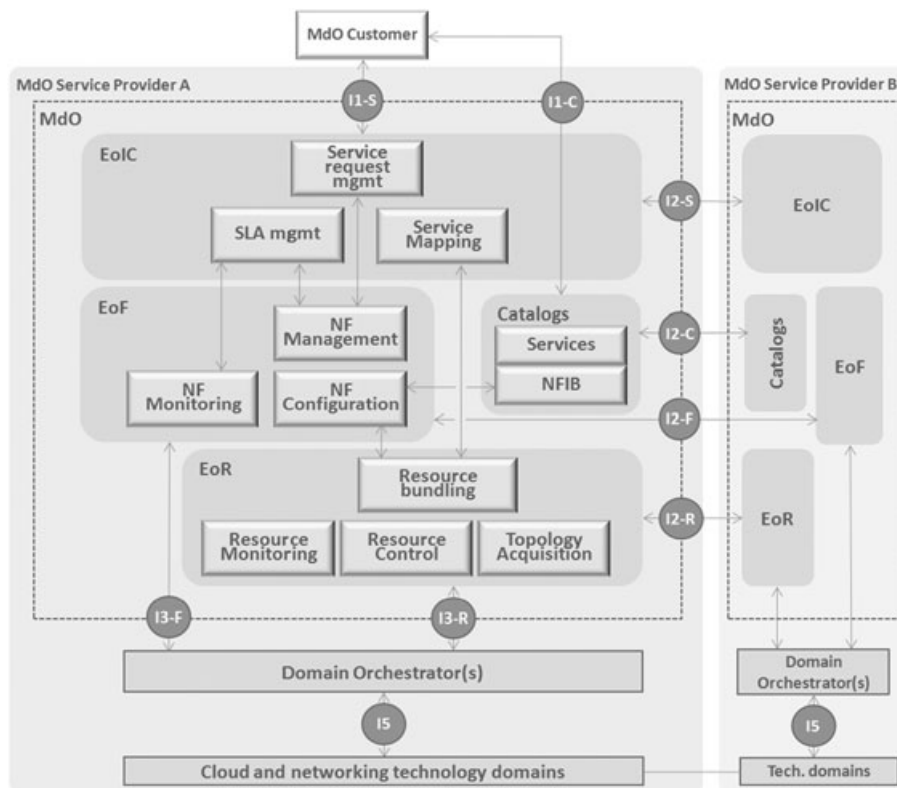 MdO Customer
MdO Service Provider A
MdO Service Provider B
I1-S
I1-C
MdO
MdO
EoIC
Service
request
mgmt
I2-S
EoIC
SLA mgmt
Service
Mapping
EoF
NF
Management
Catalogs
Services
NFIB
I2-C
Catalogs
EoF
NF
Monitoring
NF
Configuration
I2-F
EoR
Resource
bundling
Resource
Monitoring
Resource
Control
Topology
Acquisition
I2-R
EoR
I3-F
I3-R
Domain Orchestrator(s)
Domain
Orchestrator(s)
I5
I5
Cloud and networking technology domains
Tech. domains